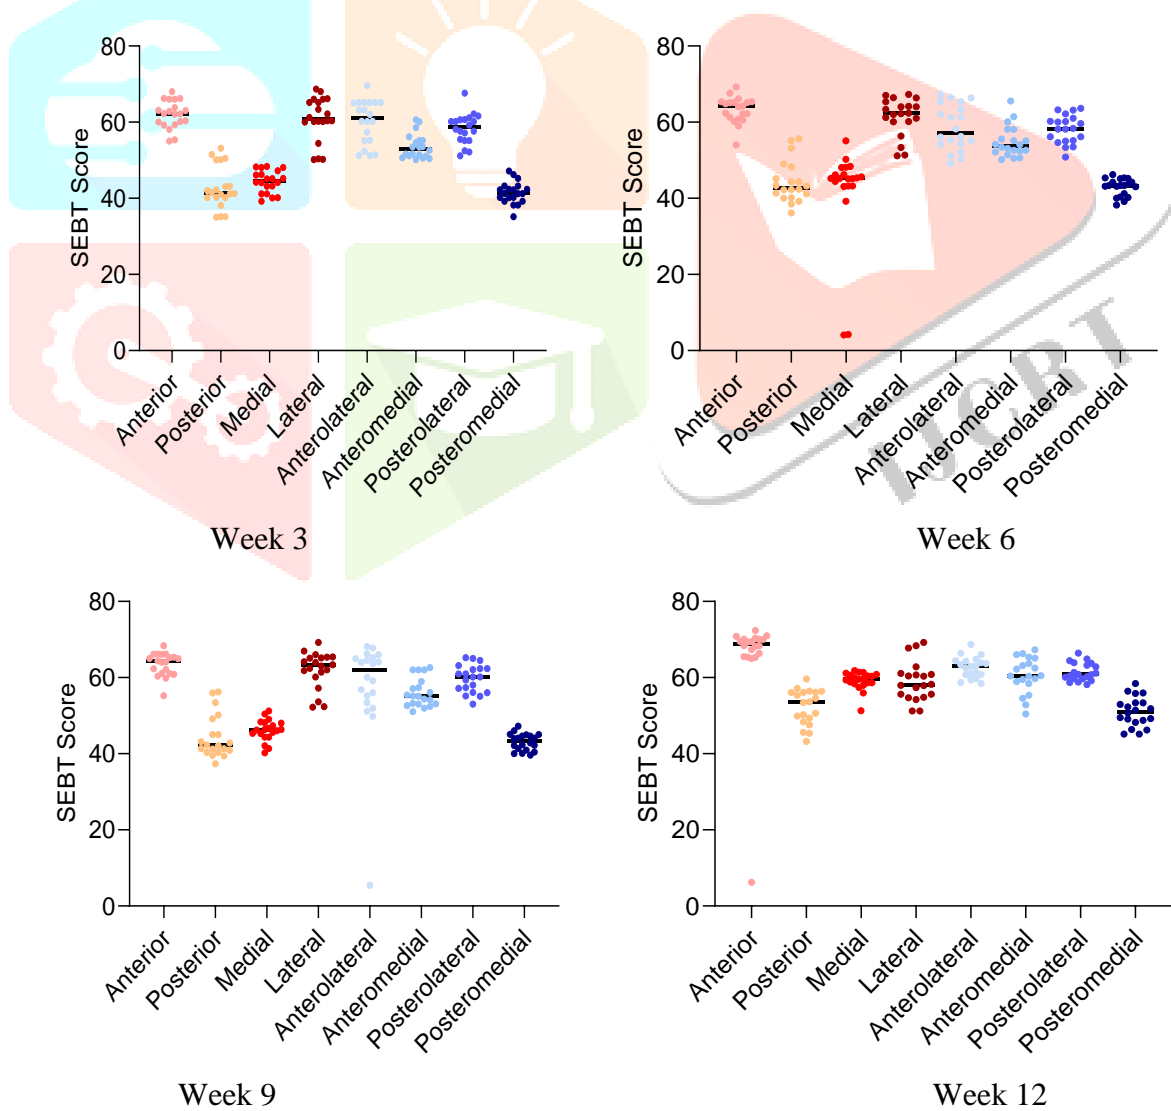 80
60
40
20
0
SEBT Score
Anterior
Posterior
Medial
Lateral
Anterolateral
Anteromedial
Posterolateral
Posteromedial
Week 3
80
60
40
20
0
SEBT Score
Anterior
Posterior
Medial
Lateral
Anterolateral
Anteromedial
Posterolateral
Posteromedial
IJCRT
Week 6
80
60
40
20
0
SEBT Score
Anterior
Posterior
Medial
Lateral
Anterolateral
Anteromedial
Posterolateral
Posteromedial
Week 9
80
60
40
20
0
SEBT Score
Anterior
Posterior
Medial
Lateral
Anterolateral
Anteromedial
Posterolateral
Posteromedial
Week 12